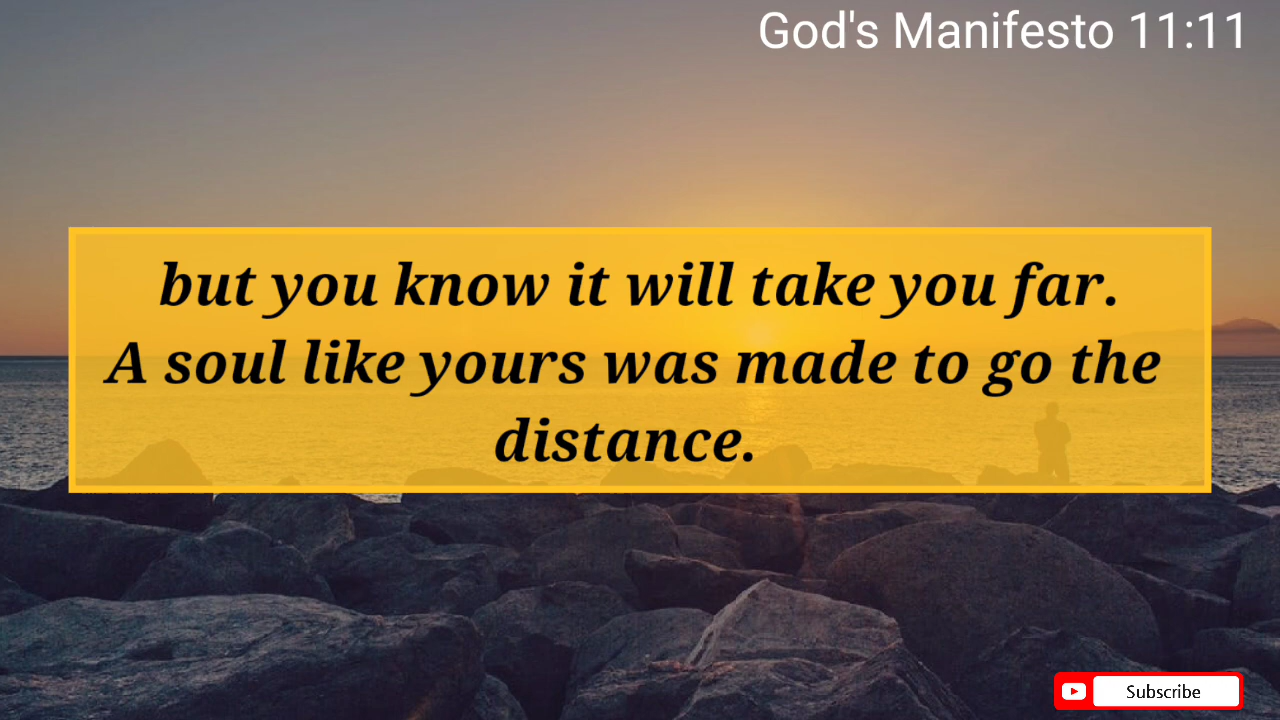 God's Manifesto 11:11
but you know it will take you far.
A soul like yours was made to go the
distance.
Subscribe